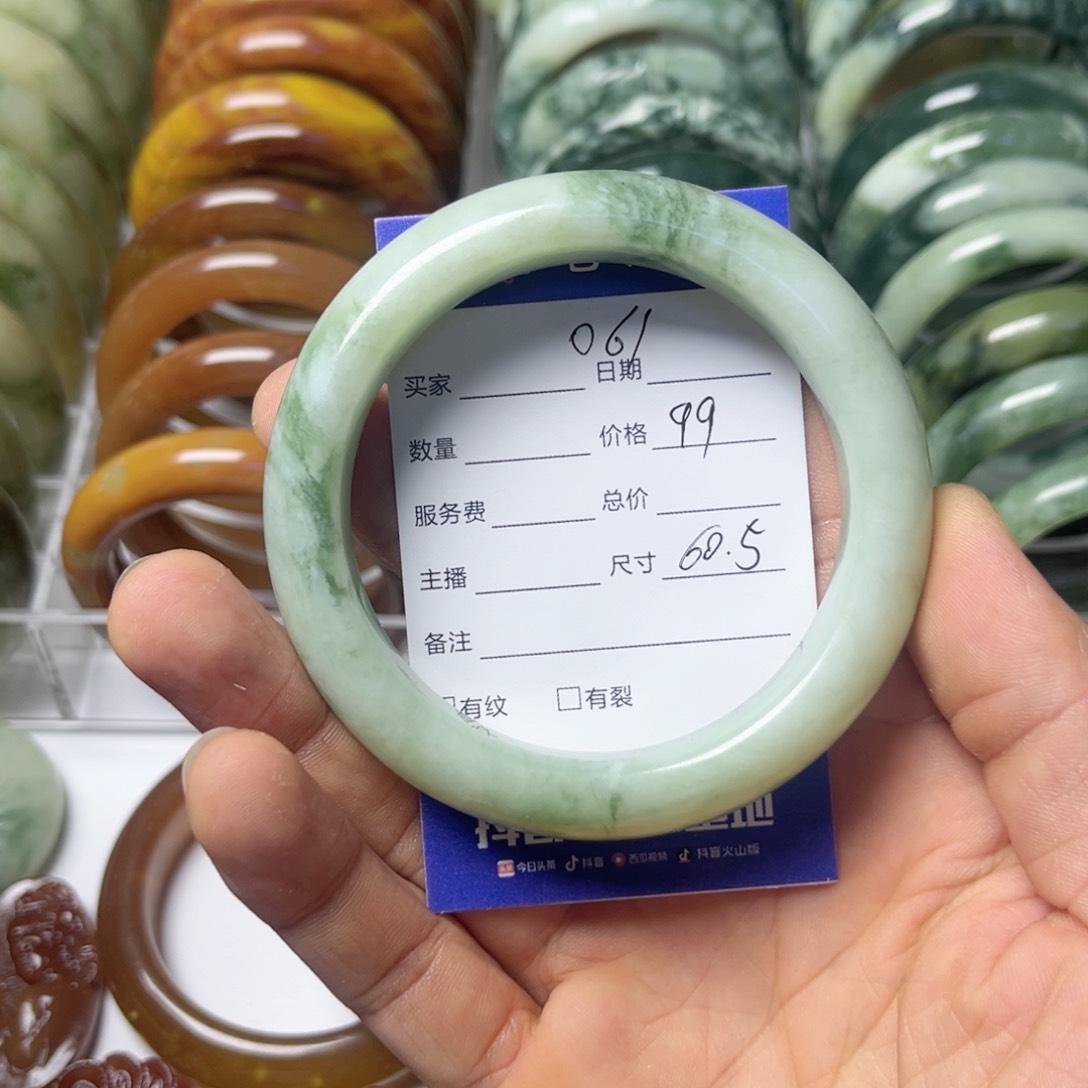 061
买家 日期
数量 价格 99
服务费 总价
主播 尺寸 60.5
备注
有纹 □有裂
今日头条 抖音 西瓜视频 抖音火山版